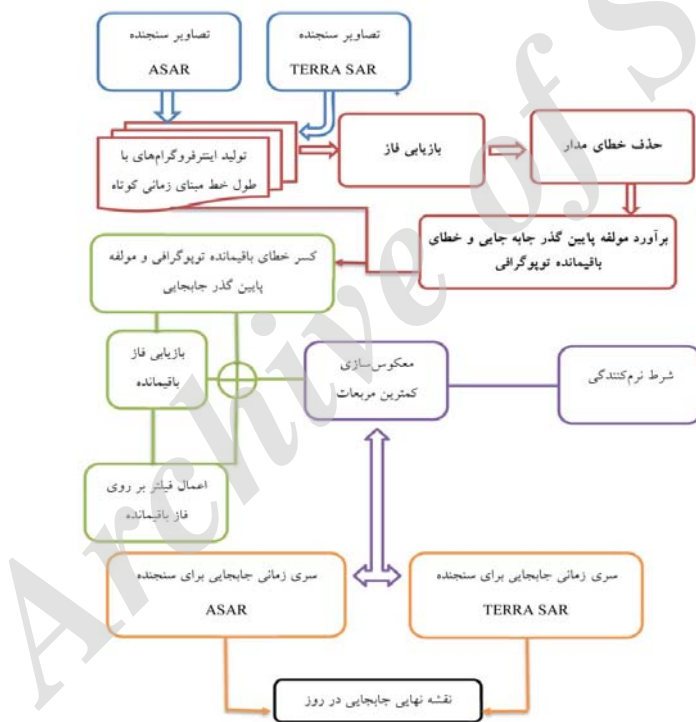 تصاویر سنجنده
TERRA SAR
تصاویر سنجنده
ASAR
تولید اینترفروگرام‌های با
طول خط مبنای زمانی کوتاه
بازیابی فاز
حذف خطای مدار
برآورد مولفه پایین گذر جابه جایی و خطای
باقیمانده توپوگرافی
کسر خطای باقیمانده توپوگرافی و مولفه
پایین گذر جابجایی
بازیابی فاز
باقیمانده
اعمال فیلتر بر روی
فاز باقیمانده
معکوس‌سازی
کمترین مربعات
شرط نرم‌کنندگی
سری زمانی جابجایی برای سنجنده
TERRA SAR
سری زمانی جابجایی برای سنجنده
ASAR
نقشه نهایی جابجایی در روز
Archive of S